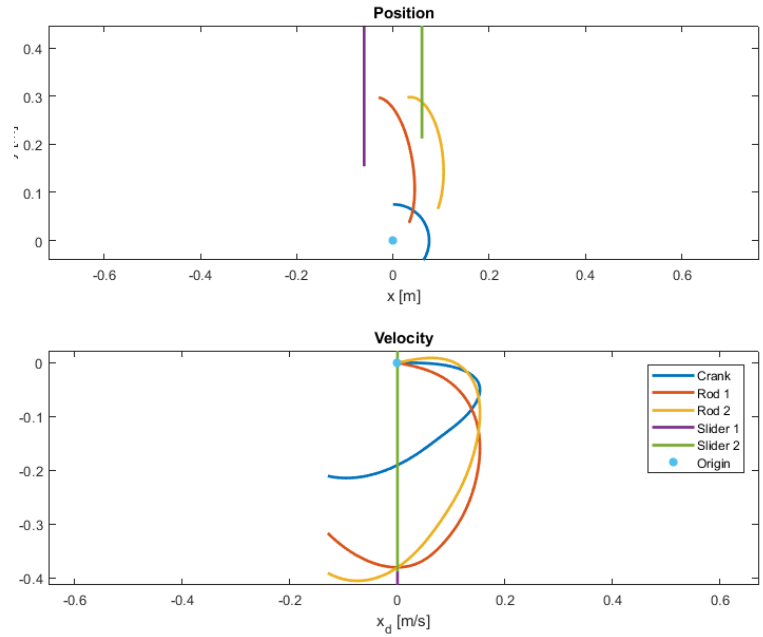 Position
0.4
0.3
0.2
0.1
0
-0.6
-0.4
-0.2
0
0.2
0.4
0.6
x [m]
Velocity
0
-0.1
-0.2
-0.3
-0.4
Crank
Rod 1
Rod 2
Slider 1
Slider 2
Origin
-0.6
-0.4
-0.2
0
0.2
0.4
0.6
x_d [m/s]